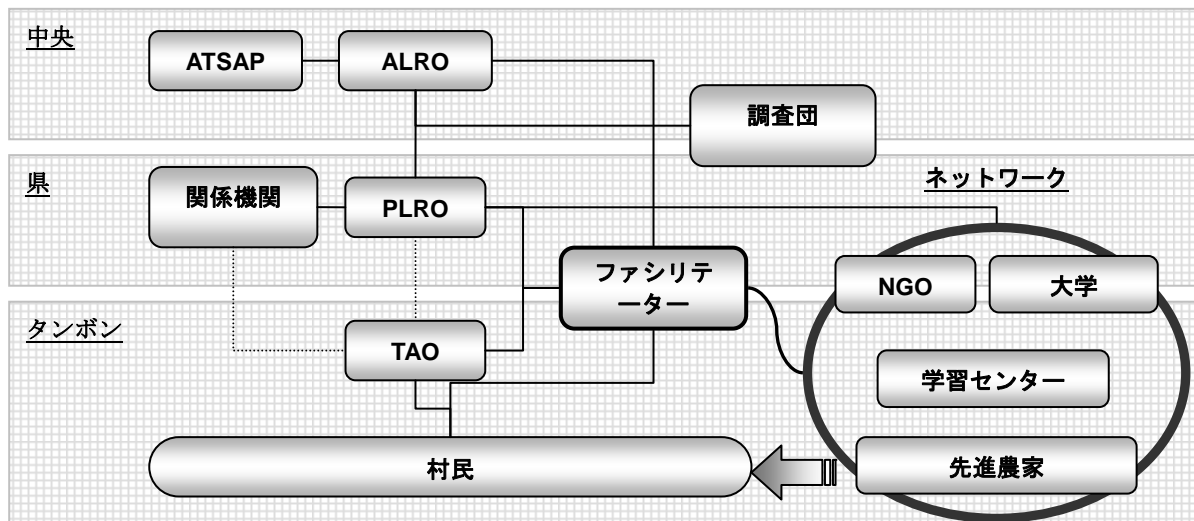 中央
ATSAP
ALRO
調査団
県
関係機関
PLRO
ネットワーク
ファシリテ
ーター
NGO
大学
タンボン
TAO
学習センター
村民
先進農家